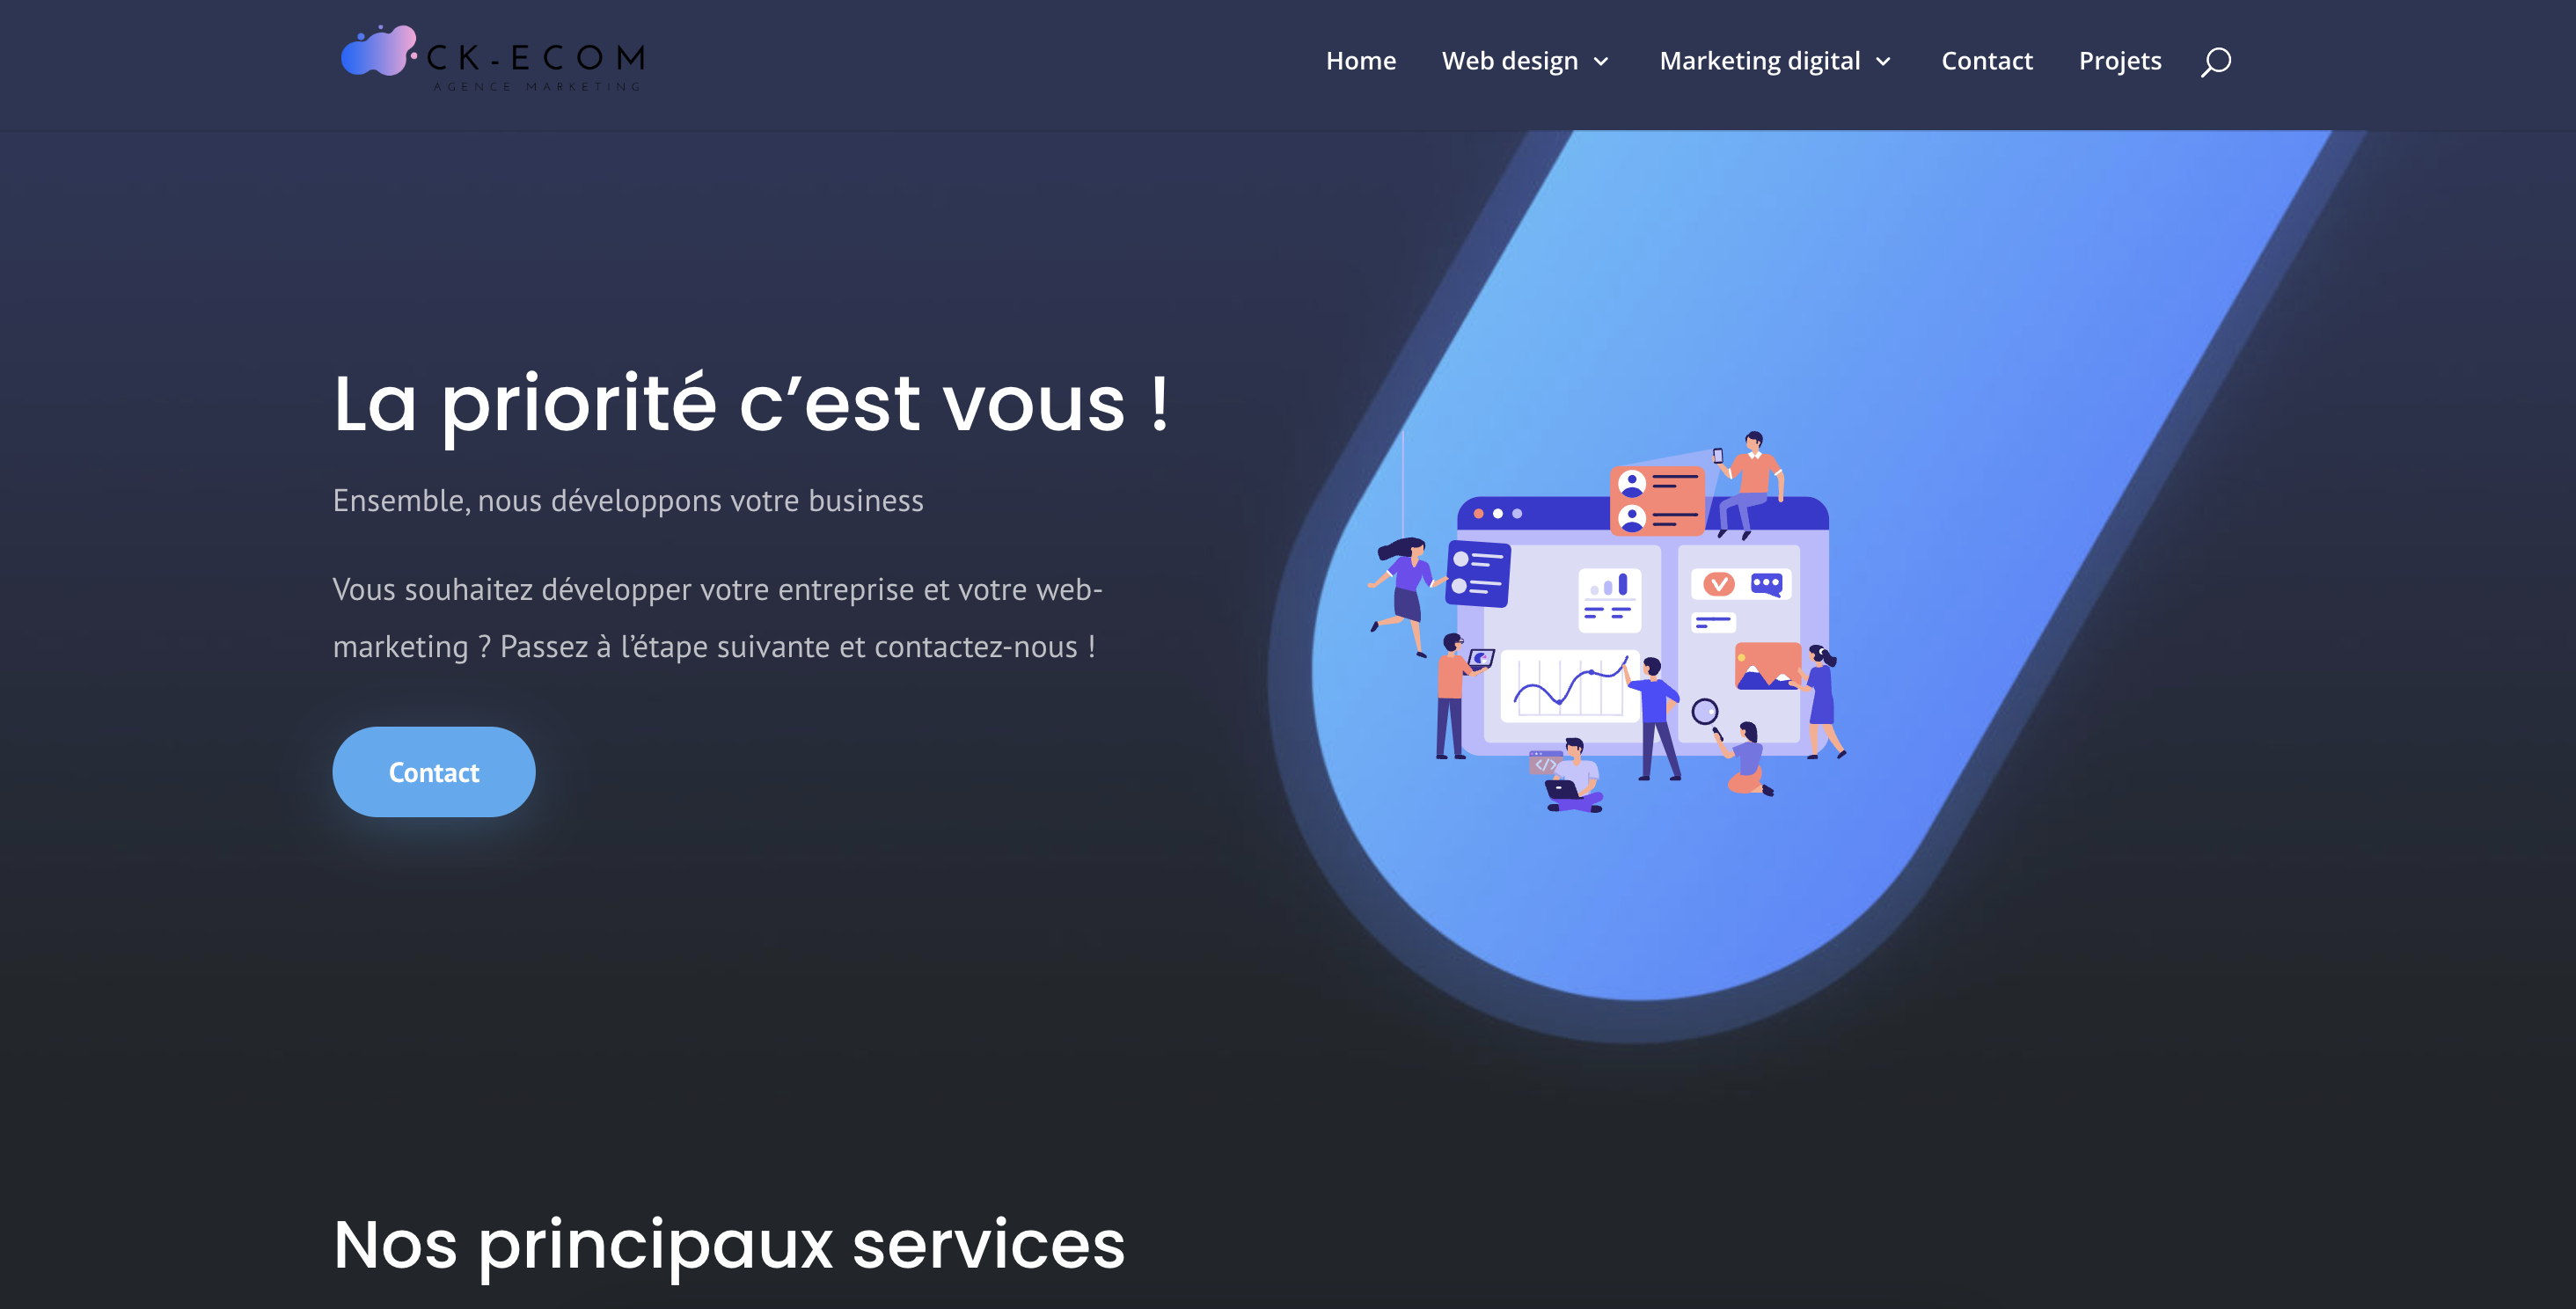 CK-ECOM
AGENCE MARKETING
Home
Web design
Marketing digital
Contact
Projets
La priorité c’est vous !
Ensemble, nous développons votre business
Vous souhaitez développer votre entreprise et votre web-
marketing ? Passez à l’étape suivante et contactez-nous !
</>
Contact
Nos principaux services